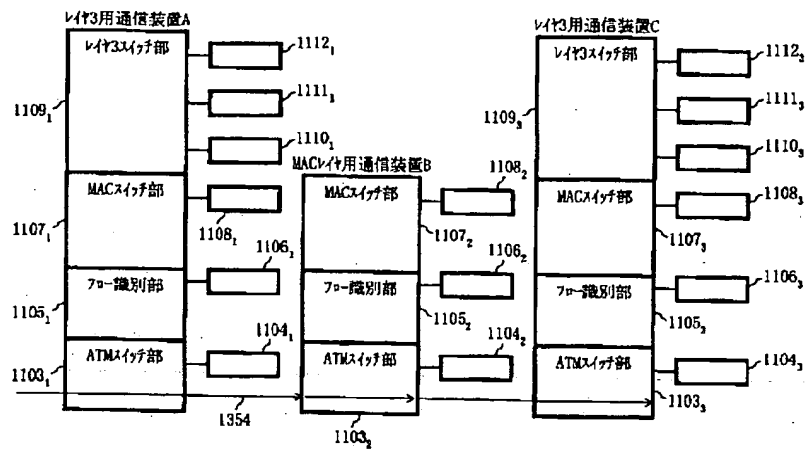 レイヤ3用通信装置A
レイヤ3スイッチ部
1109₁
1112₁
1111₁
1110₁
MACスイッチ部
1107₁
1108₁
フロー識別部
1105₁
1106₁
ATMスイッチ部
1103₁
1104₁
1354
MACレイヤ用通信装置B
MACスイッチ部
1107₂
1108₂
フロー識別部
1105₂
1106₂
ATMスイッチ部
1103₂
1104₂
レイヤ3用通信装置C
レイヤ3スイッチ部
1109₃
1112₃
1111₃
1110₃
MACスイッチ部
1107₃
1108₃
フロー識別部
1105₃
1106₃
ATMスイッチ部
1103₃
1104₃